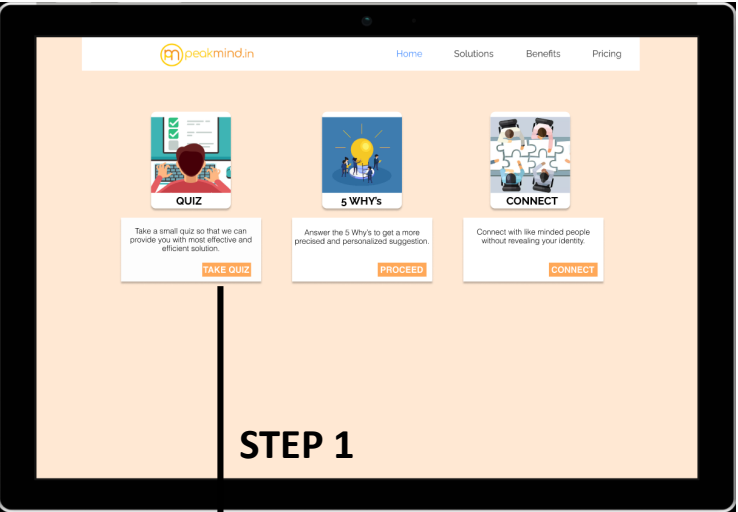 peakmind.in
Home Solutions Benefits Pricing
QUIZ
Take a small quiz so that we can
provide you with most effective and
efficient solution.
TAKE QUIZ
5 WHY's
Answer the 5 Why's to get a more
precised and personalized suggestion.
PROCEED
CONNECT
Connect with like minded people
without revealing your identity.
CONNECT
STEP 1